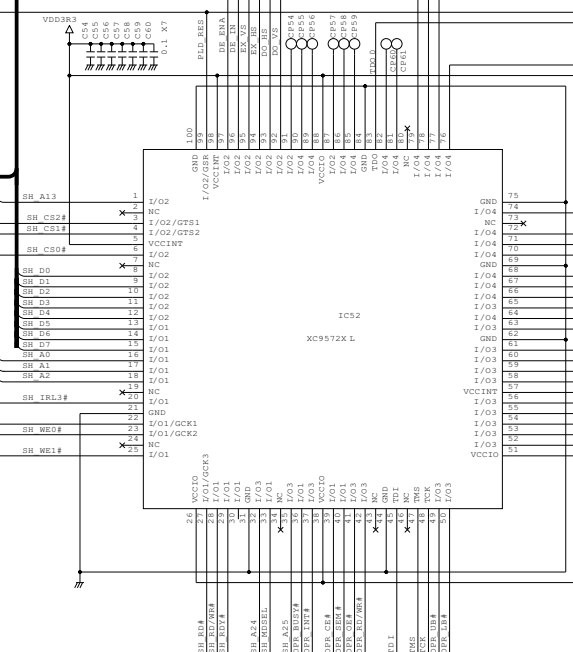 VDD3R3
C54
C55
C56
C57
C58
C59
C60
0.1 X7
PLD_RES
DE_ENA
DE_IN
EX_VS
EX_HS
DO_HS
DO_VS
CP54
CP55
CP56
CP57
CP58
CP59
CP60
CP61
100
99
98
97
96
95
94
93
92
91
90
89
88
87
86
85
84
83
82
81
80
79
78
77
76
GND
I/O2/GSR
VCCINT
I/O2
I/O2
I/O2
I/O2
I/O2
I/O2
I/O2
I/O2
I/O2
VCCIO
I/O2
I/O4
I/O4
GND
TDO
I/O4
I/O4
NC
I/O4
I/O4
I/O4
I/O4
SH_A13 1 I/O2
2 NC
SH_CS2# 3 I/O2/GTS1
SH_CS1# 4 I/O2/GTS2
5 VCCINT
SH_CS0# 6 I/O2
7 NC
SH_D0 8 I/O2
SH_D1 9 I/O2
SH_D2 10 I/O2
SH_D3 11 I/O2
SH_D4 12 I/O2
SH_D5 13 I/O1
SH_D6 14 I/O1
SH_D7 15 I/O1
SH_A0 16 I/O1
SH_A1 17 I/O1
SH_A2 18 I/O1
19 NC
SH_IRL3# 20 I/O1
21 GND
22 I/O1/GCK1
SH_WE0# 23 I/O1/GCK2
24 NC
SH_WE1# 25 I/O1
IC52
XC9572XL
GND 75
I/O4 74
NC 73
I/O4 72
I/O4 71
I/O4 70
GND 69
I/O4 68
I/O4 67
I/O4 66
I/O3 65
I/O4 64
I/O4 63
GND 62
I/O3 61
I/O3 60
I/O3 59
I/O3 58
VCCINT 57
I/O3 56
I/O3 55
I/O3 54
I/O3 53
I/O3 52
VCCIO 51
VCCIO
I/O1/GCK3
I/O1
I/O1
I/O1
GND
I/O3
I/O1
NC
I/O3
I/O1
I/O3
VCCIO
I/O1
I/O1
I/O3
I/O3
NC
GND
TDI
NC
TMS
TCK
I/O3
I/O3
26
27
28
29
30
31
32
33
34
35
36
37
38
39
40
41
42
43
44
45
46
47
48
49
50
SH_RD#
SH_RD/WR#
SH_RDY#
SH_A24
SH_MDSEL
SH_A25
DPR_BUSY#
DPR_INT#
DPR_CE#
DPR_SEM#
DPR_OE#
DPR_RD/WR#
TDI
TMS
TCK
DPR_UB#
DPR_LB#